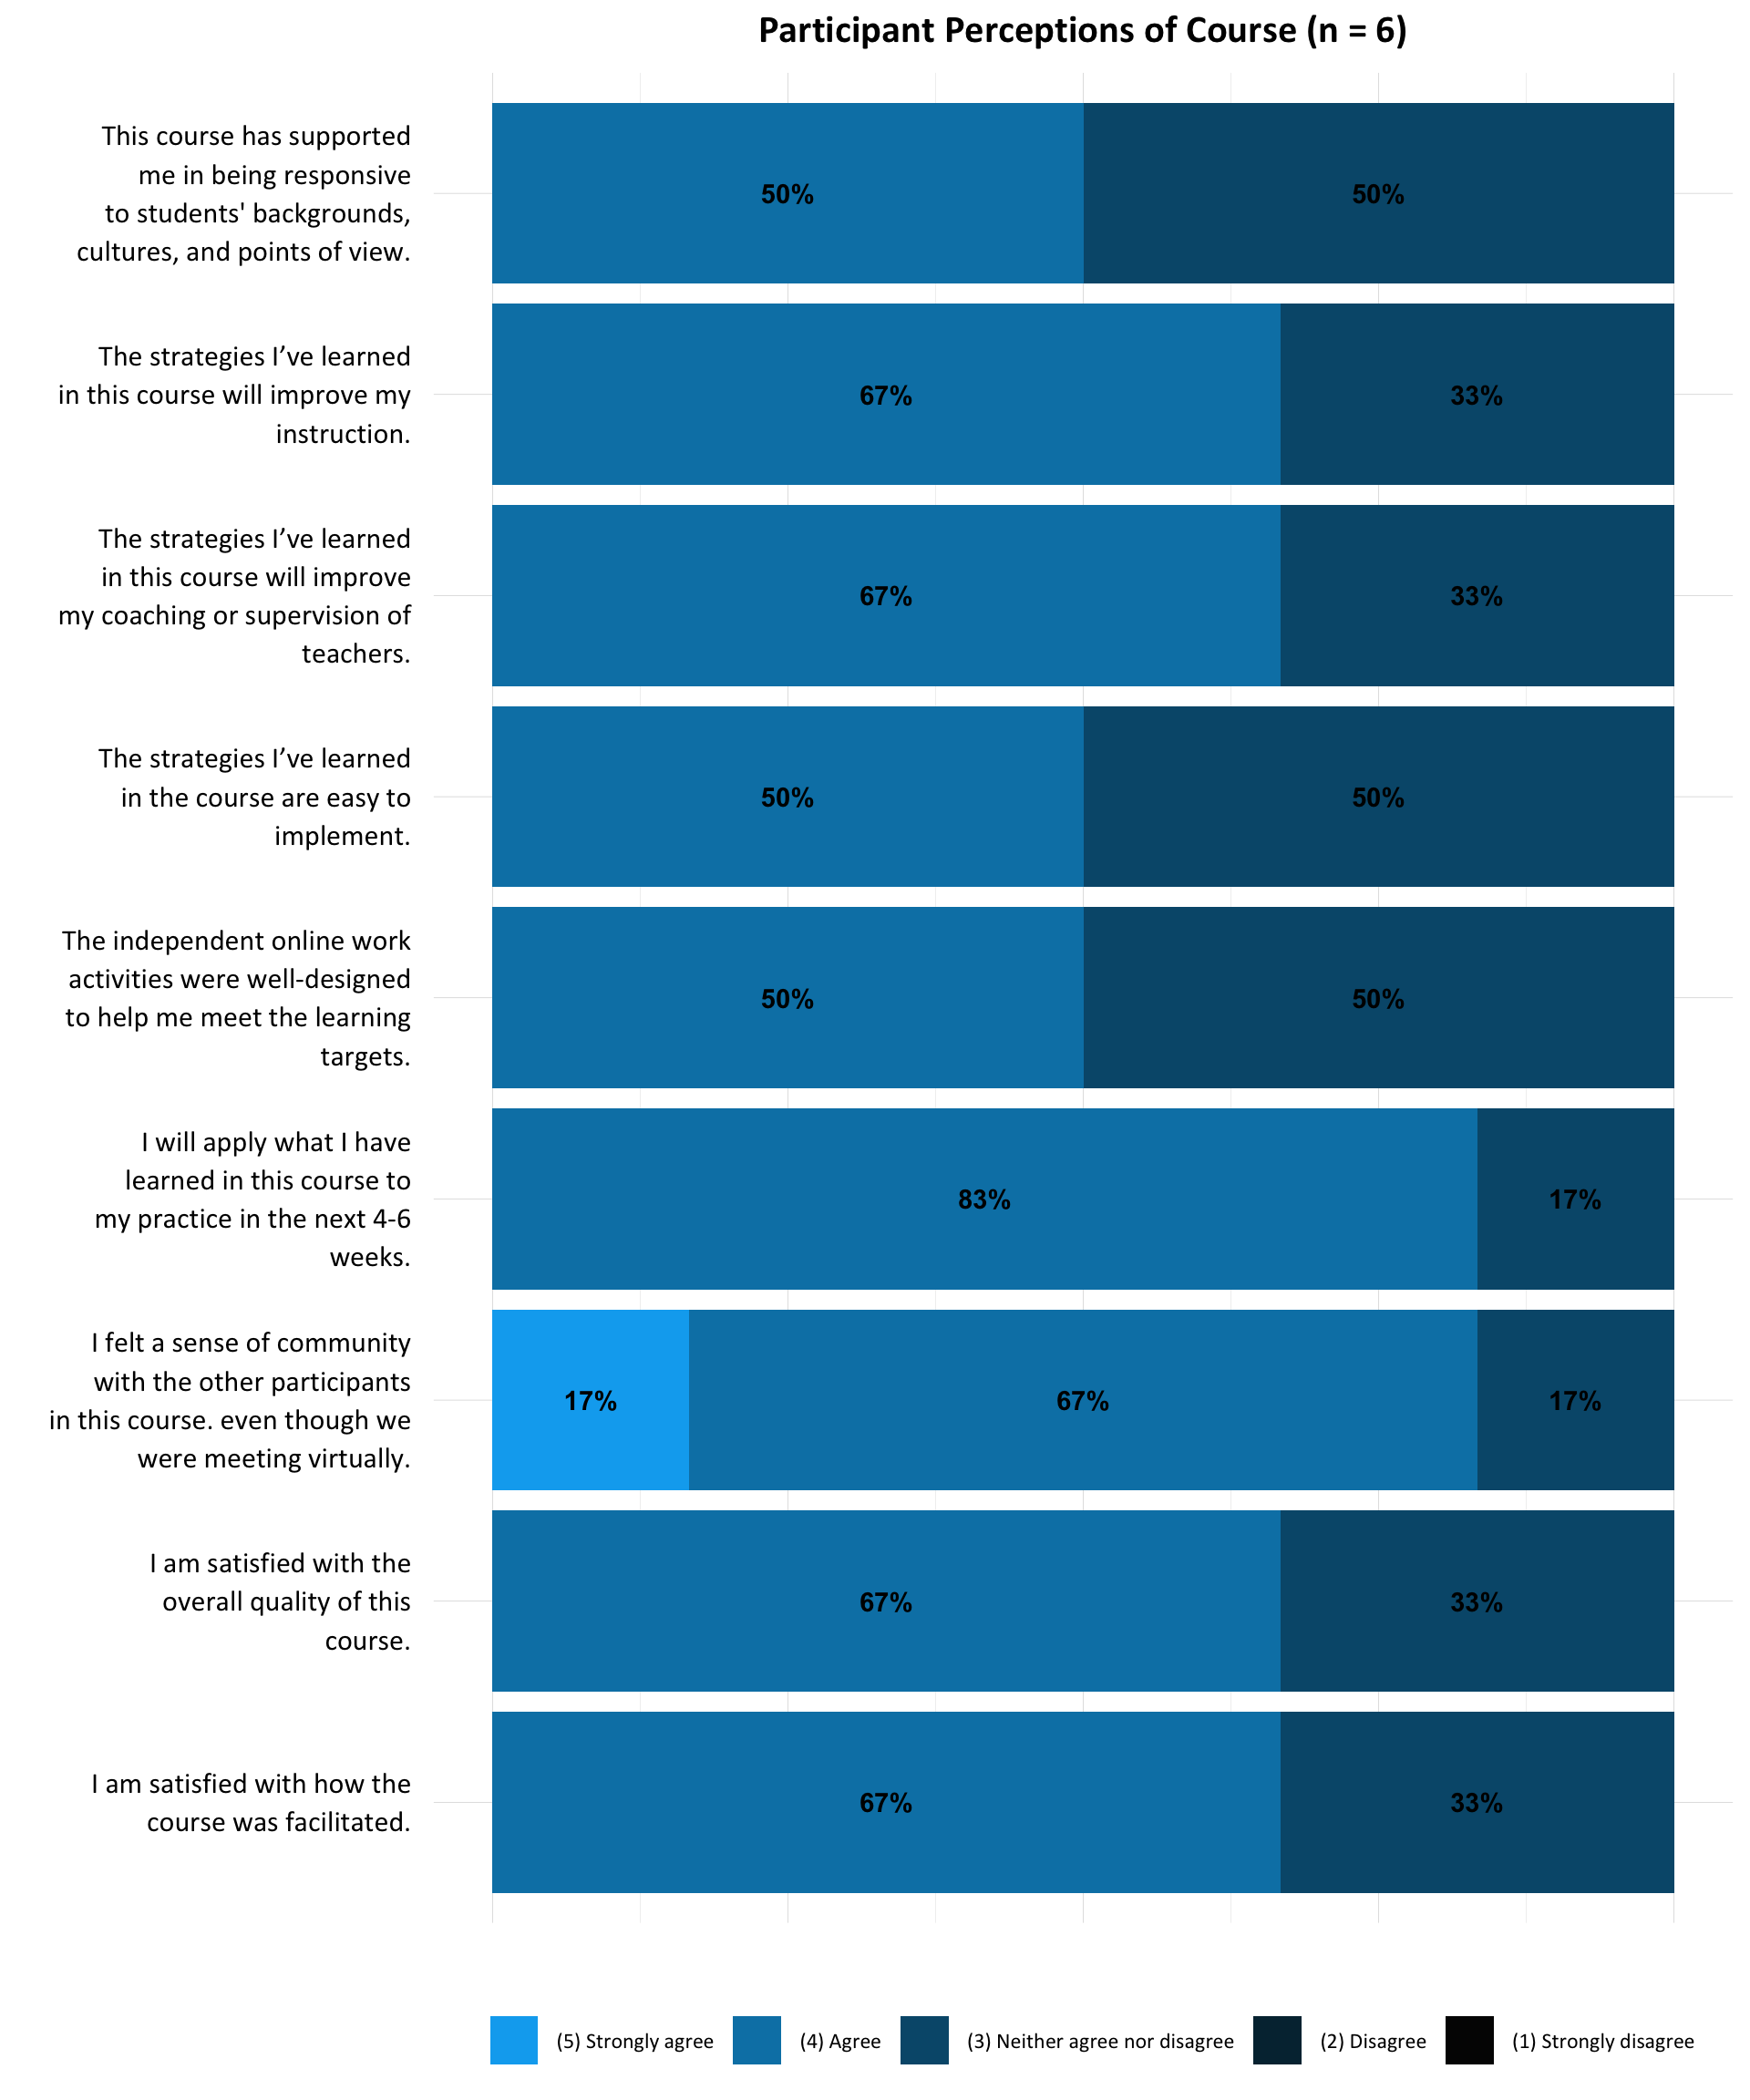 Participant Perceptions of Course (n = 6)
This course has supported
me in being responsive
to students' backgrounds,
cultures, and points of view.
50%
50%
The strategies I’ve learned
in this course will improve my
instruction.
67%
33%
The strategies I’ve learned
in this course will improve
my coaching or supervision of
teachers.
67%
33%
The strategies I’ve learned
in the course are easy to
implement.
50%
50%
The independent online work
activities were well-designed
to help me meet the learning
targets.
50%
50%
I will apply what I have
learned in this course to
my practice in the next 4-6
weeks.
83%
17%
I felt a sense of community
with the other participants
in this course. even though we
were meeting virtually.
17%
67%
17%
I am satisfied with the
overall quality of this
course.
67%
33%
I am satisfied with how the
course was facilitated.
67%
33%
(5) Strongly agree
(4) Agree
(3) Neither agree nor disagree
(2) Disagree
(1) Strongly disagree